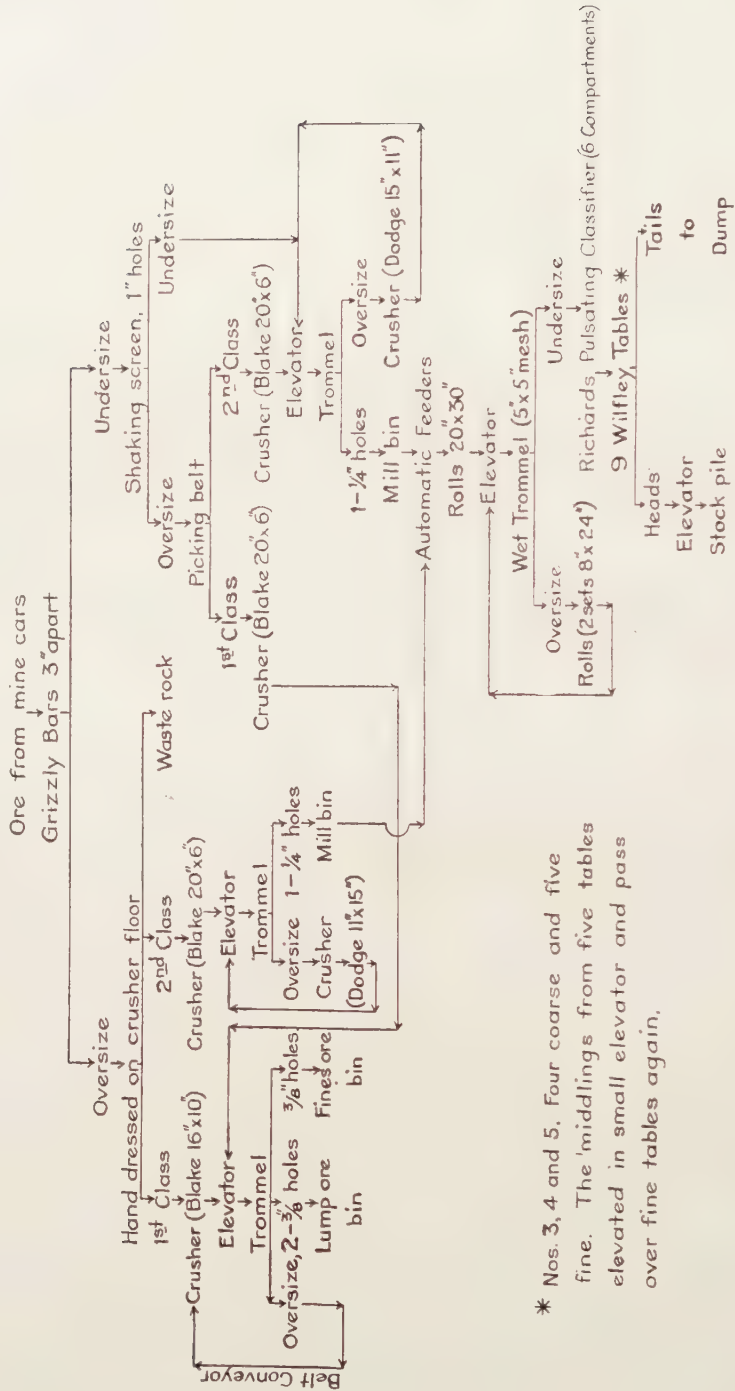 Ore from mine cars
Grizzly Bars 3" apart
Oversize
Undersize
Hand dressed on crusher floor
Shaking screen, 1" holes
1st Class
2nd Class
Waste rock
Oversize
Undersize
Crusher (Blake 16"x10")
Crusher (Blake 20"x6")
Picking belt
1st Class
2nd Class
Crusher (Blake 20"x6")
Crusher (Blake 20"x6")
Elevator
Elevator
Elevator
Trommel
Trommel
Trommel
Oversize, 2-3/8" holes
3/8" holes
Oversize
1-1/4" holes
1-1/4" holes
Oversize
Belt Conveyor
Lump ore
bin
Fines ore
bin
Crusher
(Dodge 11"x15")
Mill bin
Mill bin
Crusher (Dodge 15"x11")
Automatic Feeders
Rolls 20"x30"
Elevator
Wet Trommel (5"x5" mesh)
Oversize
Undersize
Rolls (2 sets 8"x24")
Richards Pulsating Classifier (6 Compartments)
9 Wilfley Tables *
Heads
Elevator
Stock pile
Tails
to
Dump
* Nos. 3, 4 and 5. Four coarse and five
fine. The 'middlings from five tables
elevated in small elevator and pass
over fine tables again.